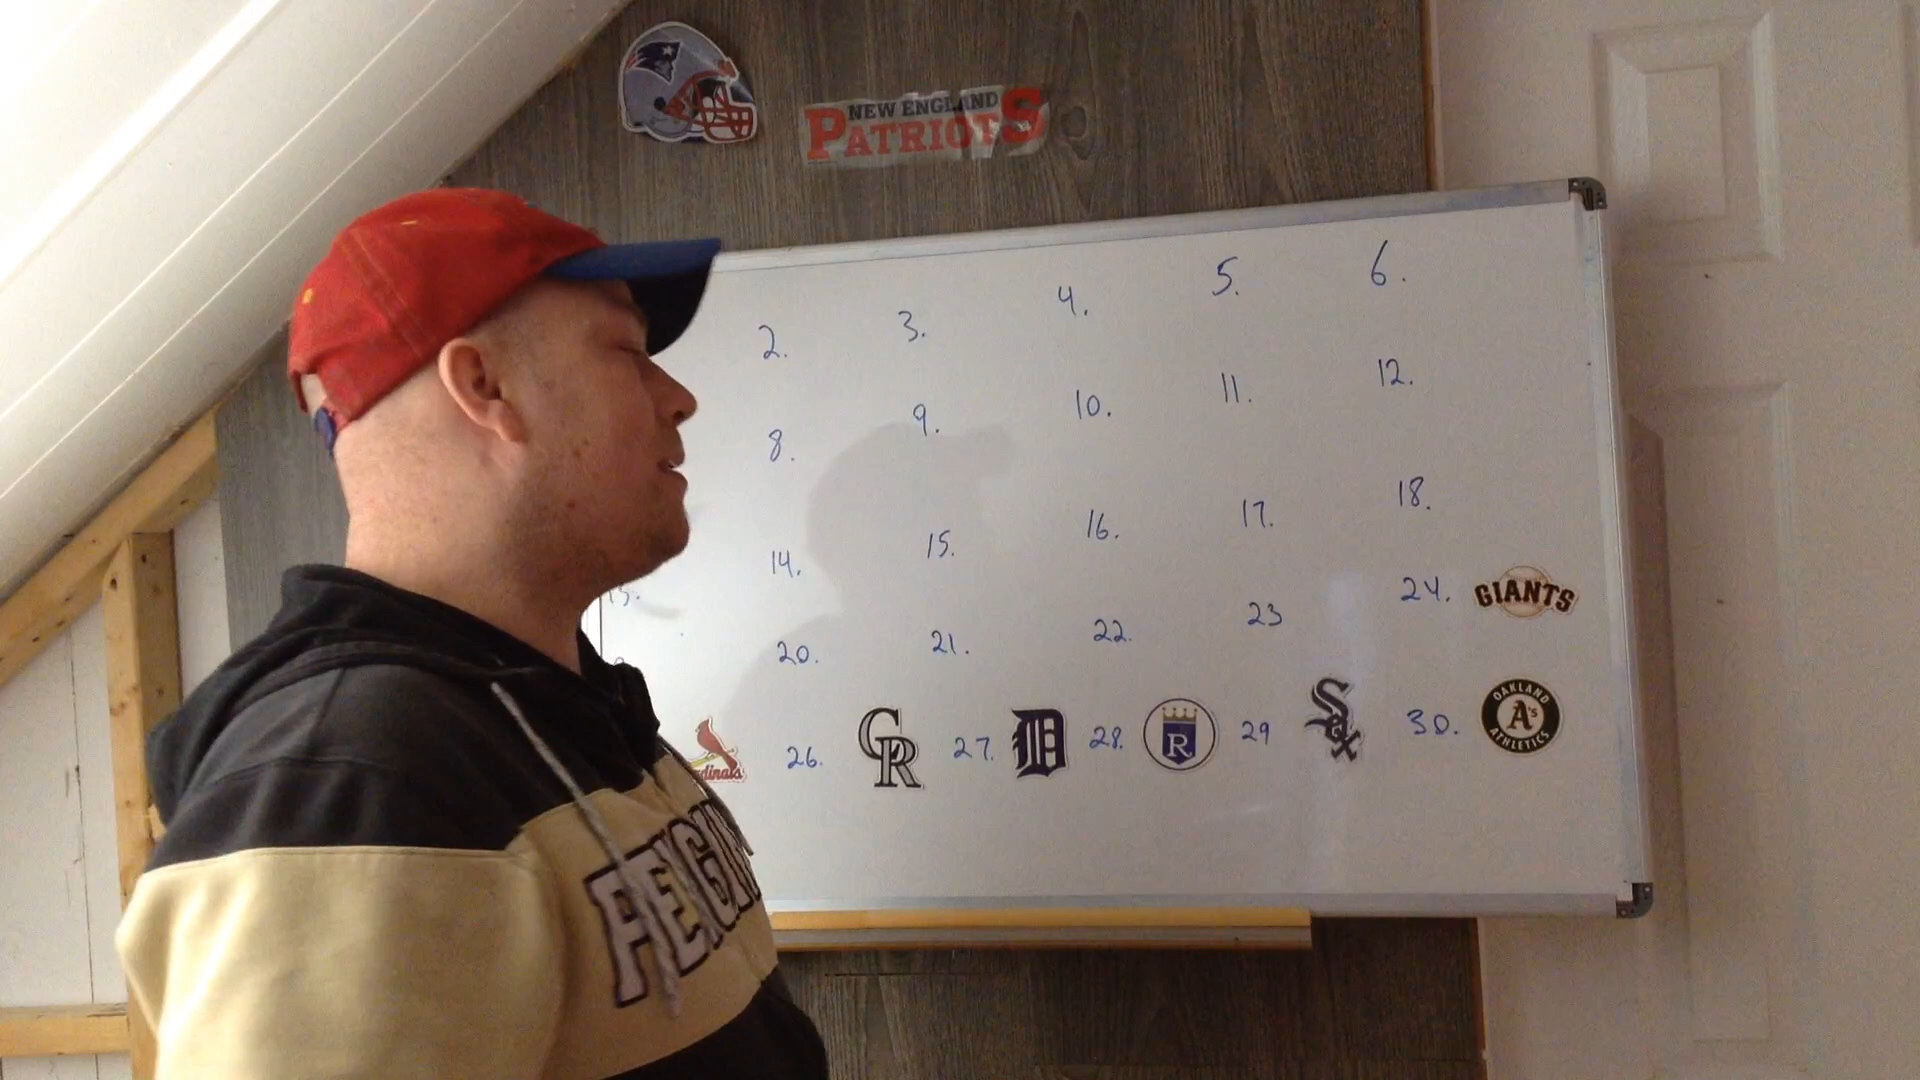 NEW ENGLAND
PATRIOTS
2. 3. 4. 5. 6.
8. 9. 10. 11. 12.
14. 15. 16. 17. 18.
20. 21. 22. 23 24. GIANTS
26. CR 27. D 28. R 29 Sox 30. OAKLAND A's ATHLETICS